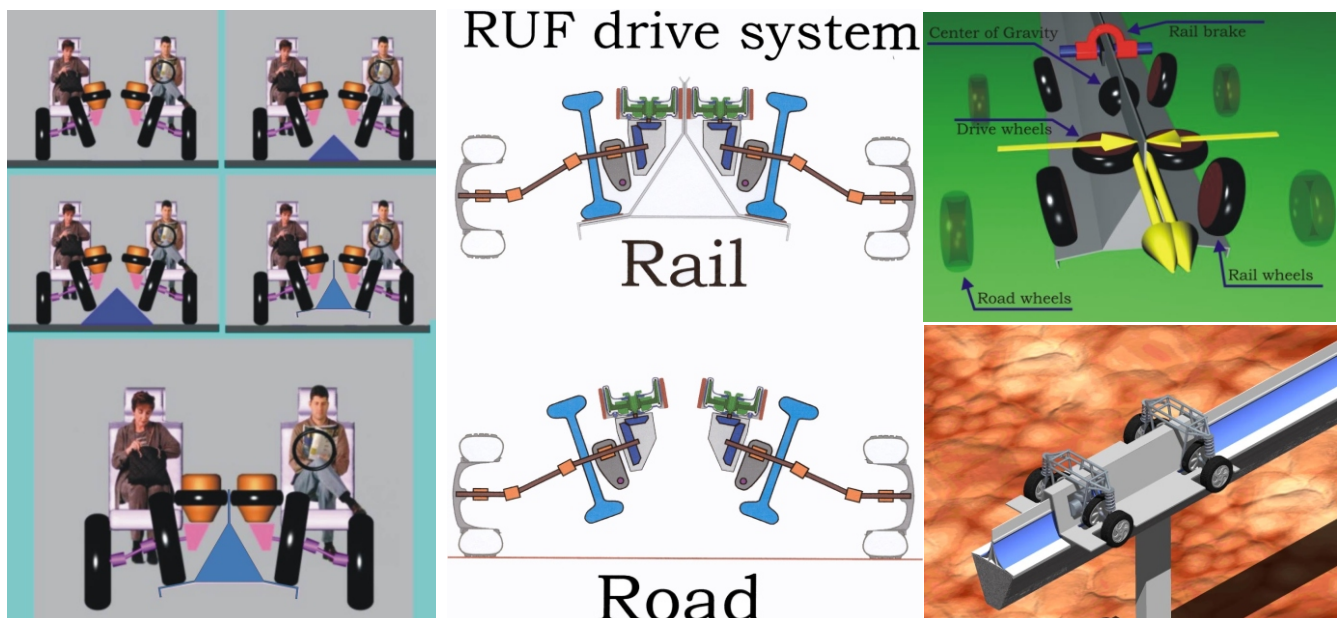 RUF drive system
Rail
Road
Center of Gravity
Rail brake
Drive wheels
Road wheels
Rail wheels